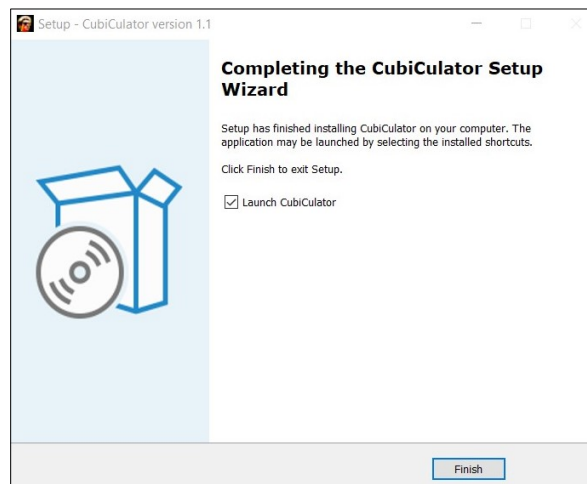 Setup - CubiCulator version 1.1
Completing the CubiCulator Setup
Wizard
Setup has finished installing CubiCulator on your computer. The
application may be launched by selecting the installed shortcuts.
Click Finish to exit Setup.
Launch CubiCulator
Finish